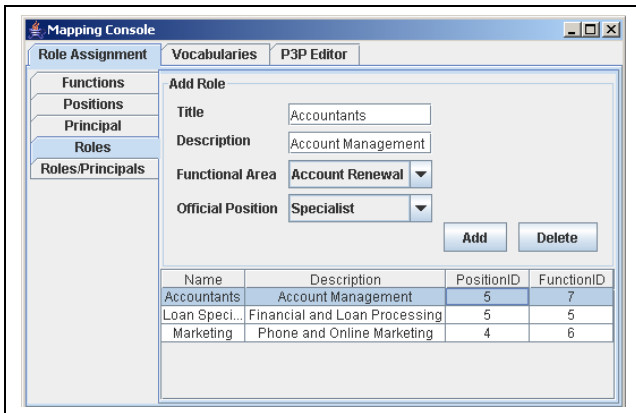 Mapping Console
Role Assignment Vocabularies P3P Editor
Functions
Positions
Principal
Roles
Roles/Principals
Add Role
Title Accountants
Description Account Management
Functional Area Account Renewal
Official Position Specialist
Add Delete
Name Description PositionID FunctionID
Accountants Account Management 5 7
Loan Speci... Financial and Loan Processing 5 5
Marketing Phone and Online Marketing 4 6